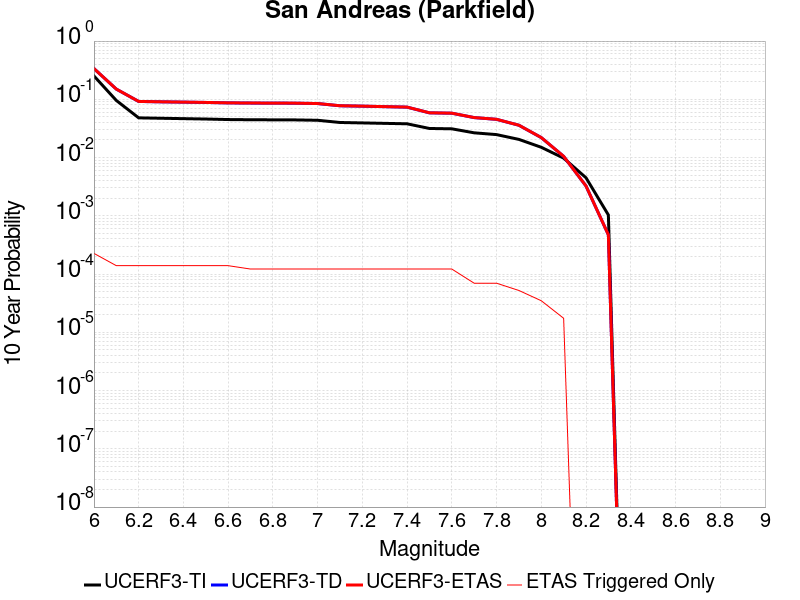 San Andreas (Parkfield)
10 0
10 -1
10 -2
10 -3
10 -4
10 -5
10 -6
10 -7
10 -8
10 Year Probability
6 6.2 6.4 6.6 6.8 7 7.2 7.4 7.6 7.8 8 8.2 8.4 8.6 8.8 9
Magnitude
UCERF3-TI UCERF3-TD UCERF3-ETAS ETAS Triggered Only